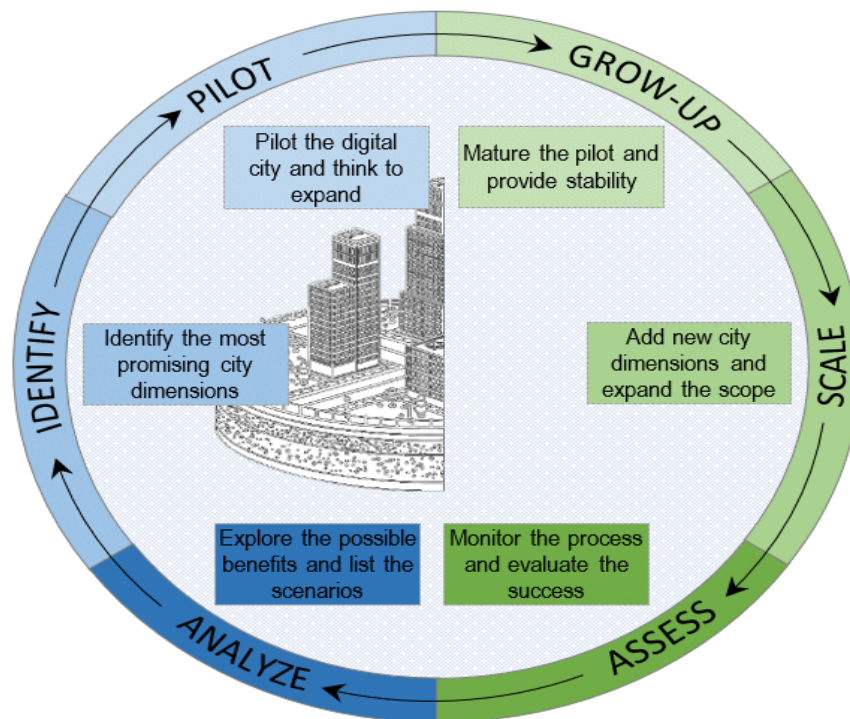 PILOT
GROW-UP
Pilot the digital
city and think to
expand
Mature the pilot and
provide stability
IDENTIFY
Identify the most
promising city
dimensions
Add new city
dimensions and
expand the scope
SCALE
Explore the possible
benefits and list the
scenarios
Monitor the process
and evaluate the
success
ANALYZE
ASSESS